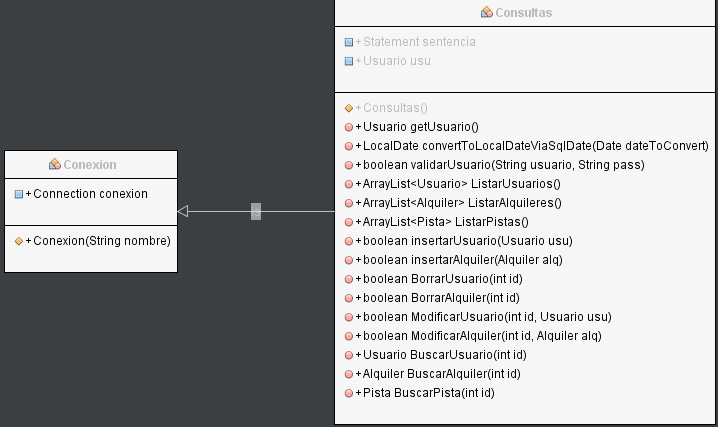 Consultas
+Statement sentencia
+Usuario usu
+Consultas()
+Usuario getUsuario()
+LocalDate convertToLocalDateViaSqlDate(Date dateToConvert)
+boolean validarUsuario(String usuario, String pass)
+ArrayList<Usuario> ListarUsuarios()
+ArrayList<Alquiler> ListarAlquileres()
+ArrayList<Pista> ListarPistas()
+boolean insertarUsuario(Usuario usu)
+boolean insertarAlquiler(Alquiler alq)
+boolean BorrarUsuario(int id)
+boolean BorrarAlquiler(int id)
+boolean ModificarUsuario(int id, Usuario usu)
+boolean ModificarAlquiler(int id, Alquiler alq)
+Usuario BuscarUsuario(int id)
+Alquiler BuscarAlquiler(int id)
+Pista BuscarPista(int id)
Conexion
+Connection conexion
+Conexion(String nombre)